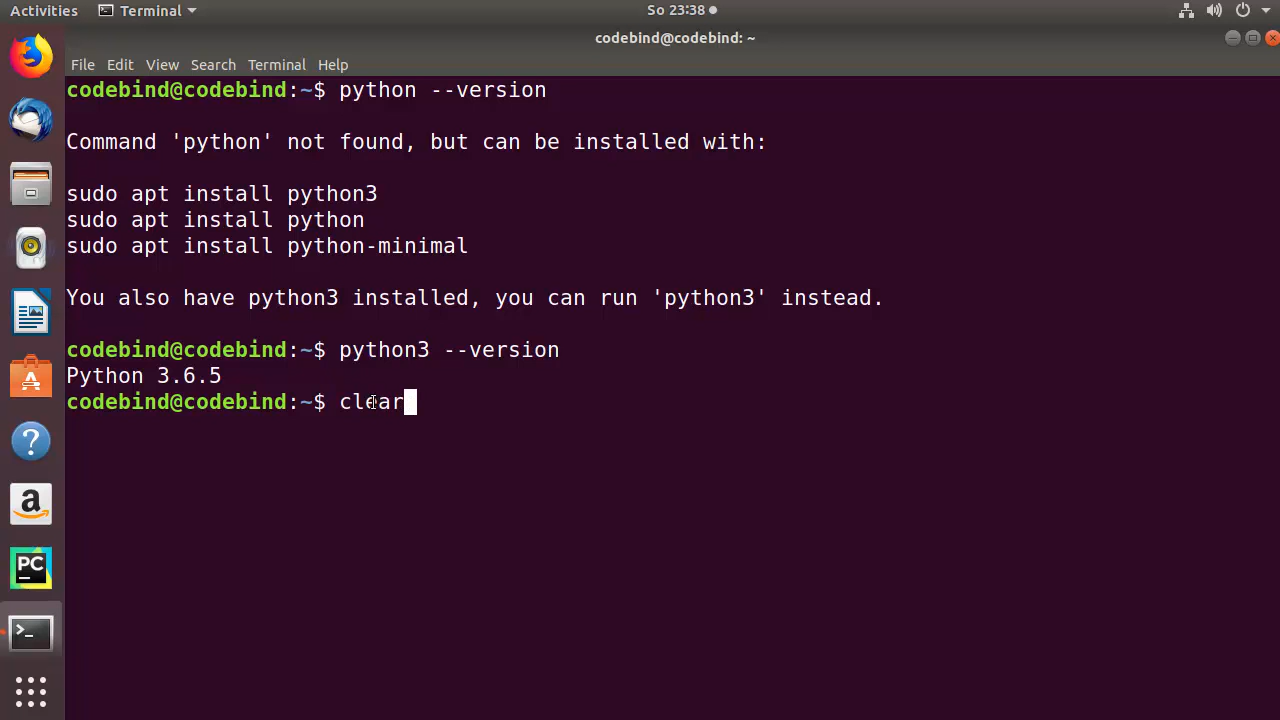 Activities Terminal So 23:38
codebind@codebind: ~
File Edit View Search Terminal Help
codebind@codebind:~$ python --version
Command 'python' not found, but can be installed with:
sudo apt install python3
sudo apt install python
sudo apt install python-minimal
You also have python3 installed, you can run 'python3' instead.
codebind@codebind:~$ python3 --version
Python 3.6.5
codebind@codebind:~$ clear
a
PC